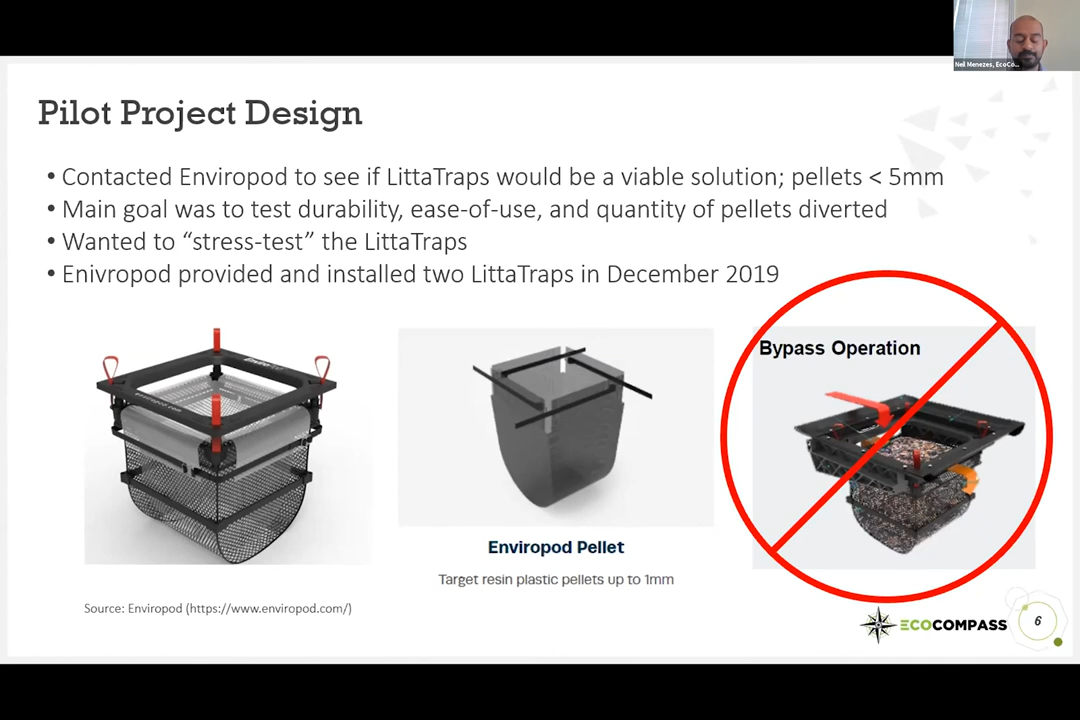 Neil Menezes, EcoCo...
Pilot Project Design
• Contacted Enviropod to see if LittaTraps would be a viable solution; pellets < 5mm
• Main goal was to test durability, ease-of-use, and quantity of pellets diverted
• Wanted to “stress-test” the LittaTraps
• Enivropod provided and installed two LittaTraps in December 2019
Bypass Operation
Enviropod Pellet
Target resin plastic pellets up to 1mm
Source: Enviropod (https://www.enviropod.com/)
ECOCOMPASS
6